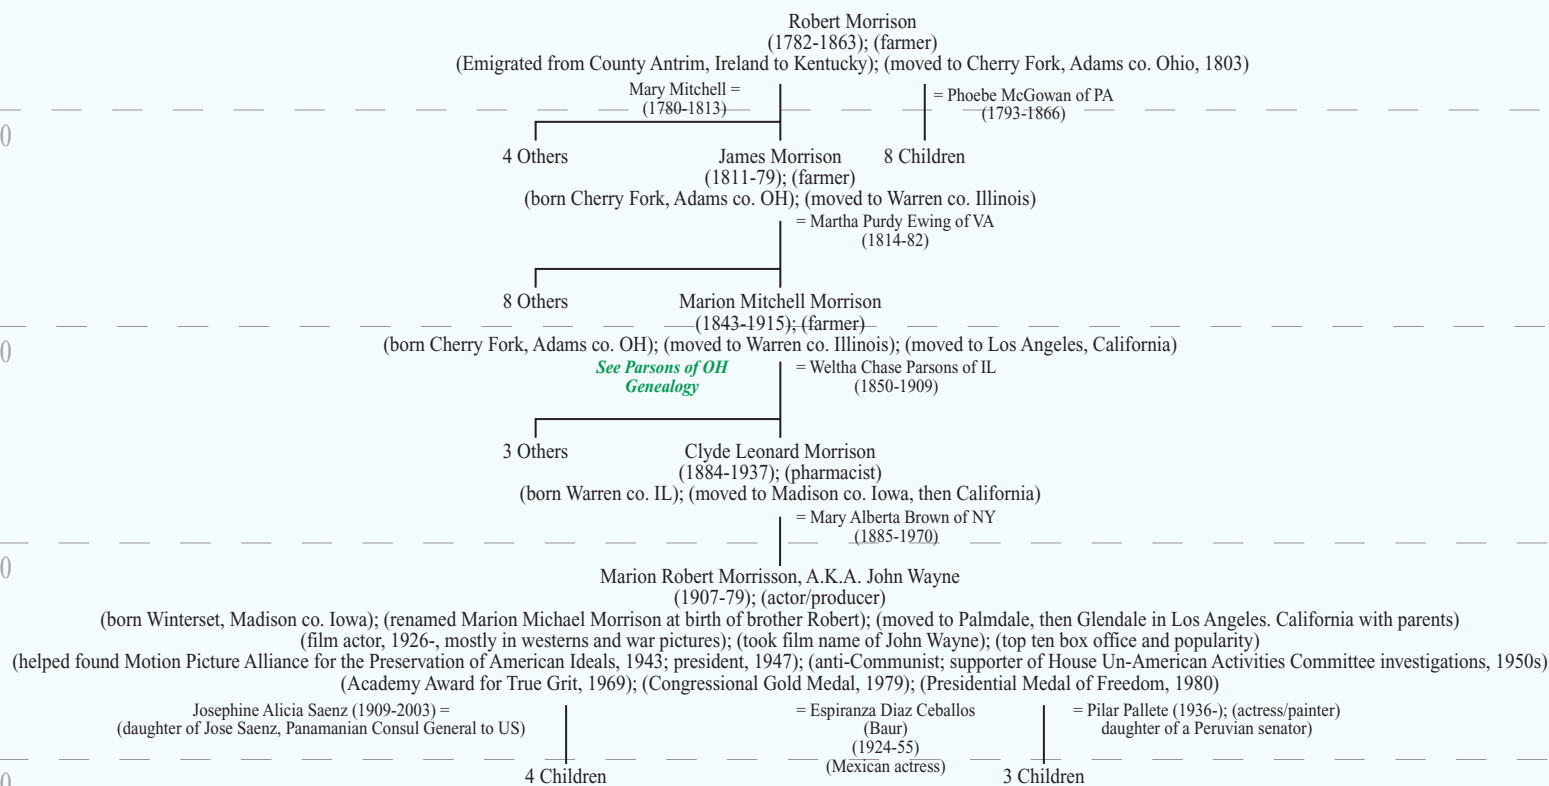 Robert Morrison
(1782-1863); (farmer)
(Emigrated from County Antrim, Ireland to Kentucky); (moved to Cherry Fork, Adams co. Ohio, 1803)
Mary Mitchell =
(1780-1813)
= Phoebe McGowan of PA
(1793-1866)
0
4 Others
James Morrison
8 Children
(1811-79); (farmer)
(born Cherry Fork, Adams co. OH); (moved to Warren co. Illinois)
= Martha Purdy Ewing of VA
(1814-82)
8 Others
Marion Mitchell Morrison
(1843-1915); (farmer)
0
(born Cherry Fork, Adams co. OH); (moved to Warren co. Illinois); (moved to Los Angeles, California)
See Parsons of OH
Genealogy
= Weltha Chase Parsons of IL
(1850-1909)
3 Others
Clyde Leonard Morrison
(1884-1937); (pharmacist)
(born Warren co. IL); (moved to Madison co. Iowa, then California)
= Mary Alberta Brown of NY
(1885-1970)
0
Marion Robert Morrisson, A.K.A. John Wayne
(1907-79); (actor/producer)
(born Winterset, Madison co. Iowa); (renamed Marion Michael Morrison at birth of brother Robert); (moved to Palmdale, then Glendale in Los Angeles. California with parents)
(film actor, 1926-, mostly in westerns and war pictures); (took film name of John Wayne); (top ten box office and popularity)
(helped found Motion Picture Alliance for the Preservation of American Ideals, 1943; president, 1947); (anti-Communist; supporter of House Un-American Activities Committee investigations, 1950s)
(Academy Award for True Grit, 1969); (Congressional Gold Medal, 1979); (Presidential Medal of Freedom, 1980)
Josephine Alicia Saenz (1909-2003) =
(daughter of Jose Saenz, Panamanian Consul General to US)
= Espiranza Diaz Ceballos
(Baur)
(1924-55)
(Mexican actress)
= Pilar Pallete (1936-); (actress/painter)
daughter of a Peruvian senator)
0
4 Children
3 Children